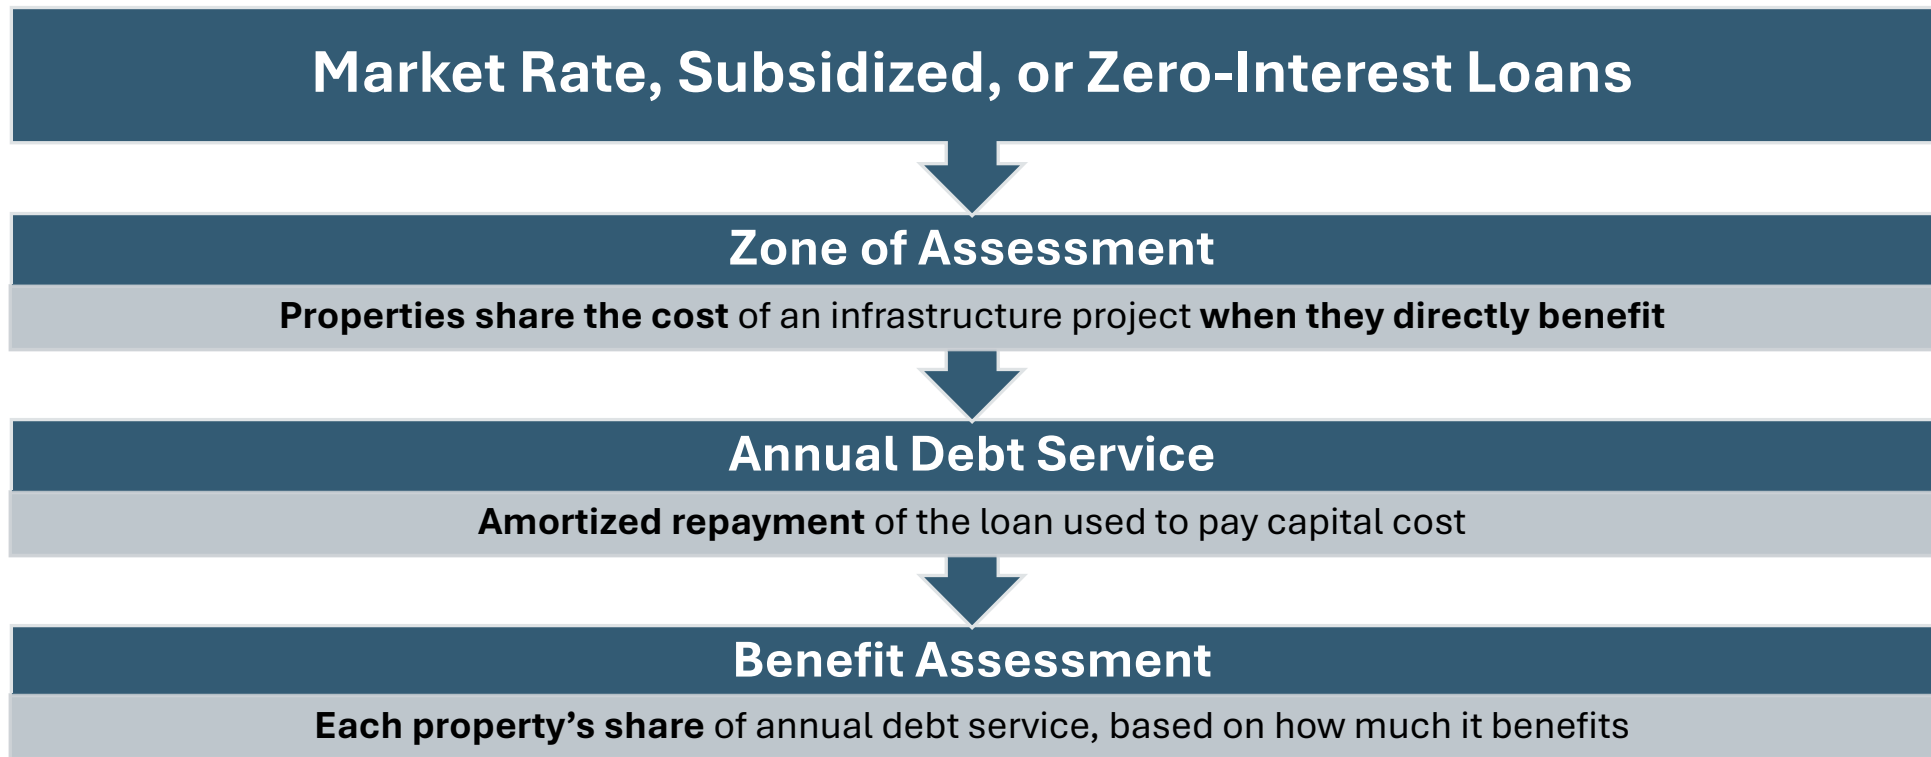 Market Rate, Subsidized, or Zero-Interest Loans
Zone of Assessment
Properties share the cost of an infrastructure project when they directly benefit
Annual Debt Service
Amortized repayment of the loan used to pay capital cost
Benefit Assessment
Each property’s share of annual debt service, based on how much it benefits